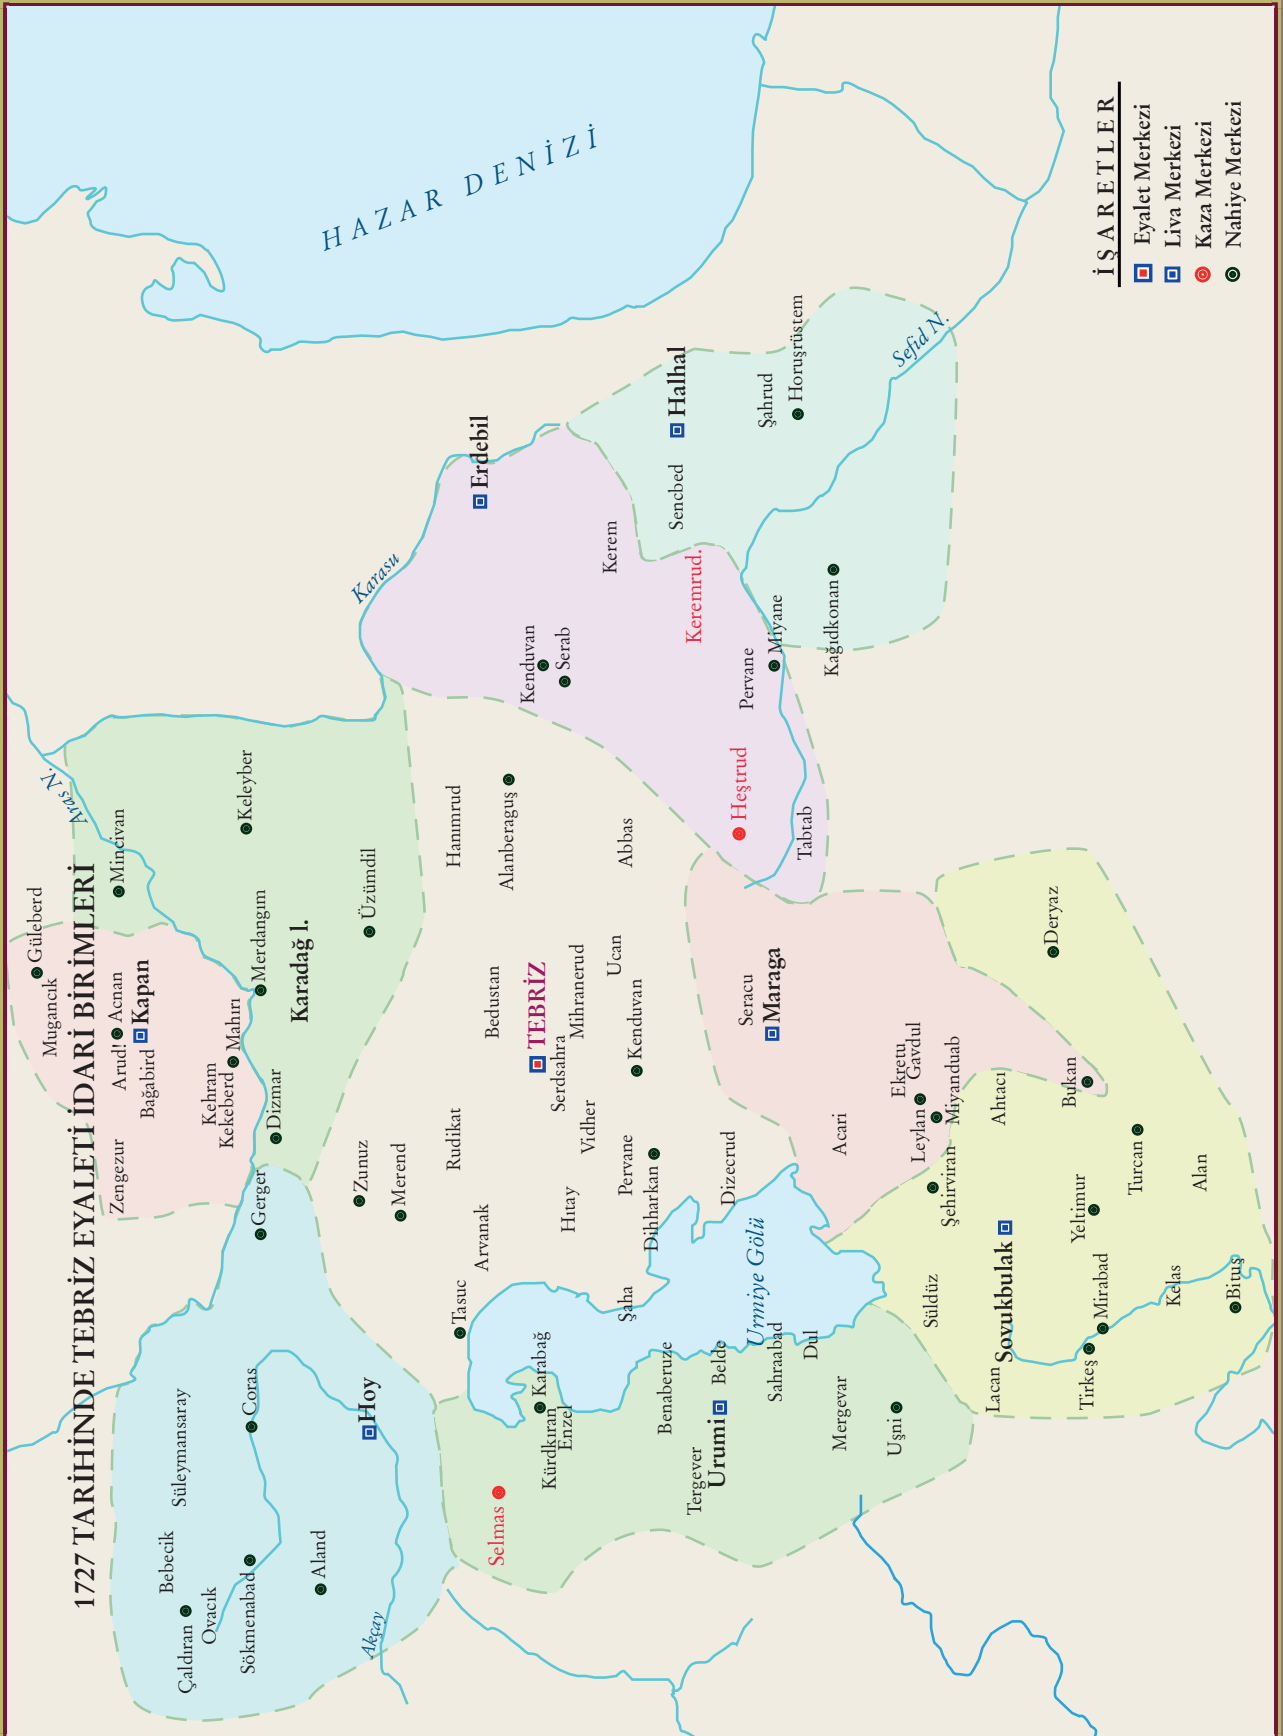 1727 TARİHİNDE TEBRİZ EYALETİ İDARİ BİRİMLERİ
HAZAR DENİZİ
İŞARETLER
Eyalet Merkezi
Liva Merkezi
Kaza Merkezi
Nahiye Merkezi
Aras N.
Karasu
Sefid N.
Akçay
Urmiye Gölü
Güleberd
Mugancık
Acnan
Arud!
Kapan
Bağabird
Zengezur
Kehram
Kekeberd
Mahırı
Mincivan
Keleyber
Merdangım
Karadağ l.
Üzümdil
Dizmar
Gerger
Süleymansaray
Coras
Hoy
Bebecik
Çaldıran
Ovacık
Sökmenabad
Aland
Zunuz
Merend
Rudikat
Arvanak
Tasuc
Hanımrud
Alanberaguş
Abbas
Bedustan
TEBRİZ
Mihranerud
Serdsahra
Ucan
Kenduvan
Vidher
Hıtay
Pervane
Dihharkan
Şaha
Dizecrud
Erdebil
Kerem
Kenduvan
Serab
Keremrud.
Pervane
Miyane
Heştrud
Tabtab
Halhal
Sencbed
Şahrud
Horuşrüstem
Kağıdkonan
Seracu
Maraga
Acari
Ekretu
Gavdul
Leylan
Miyanduab
Bukan
Selmas
Karabağ
Kürdkıran
Enzel
Benaberuze
Belde
Urumi
Tergever
Sahraabad
Dul
Mergevar
Uşni
Deryaz
Ahtacı
Şehirviran
Turcan
Alan
Yeltimur
Sovukbulak
Süldüz
Mirabad
Kelas
Bituş
Lacan
Tirkeş